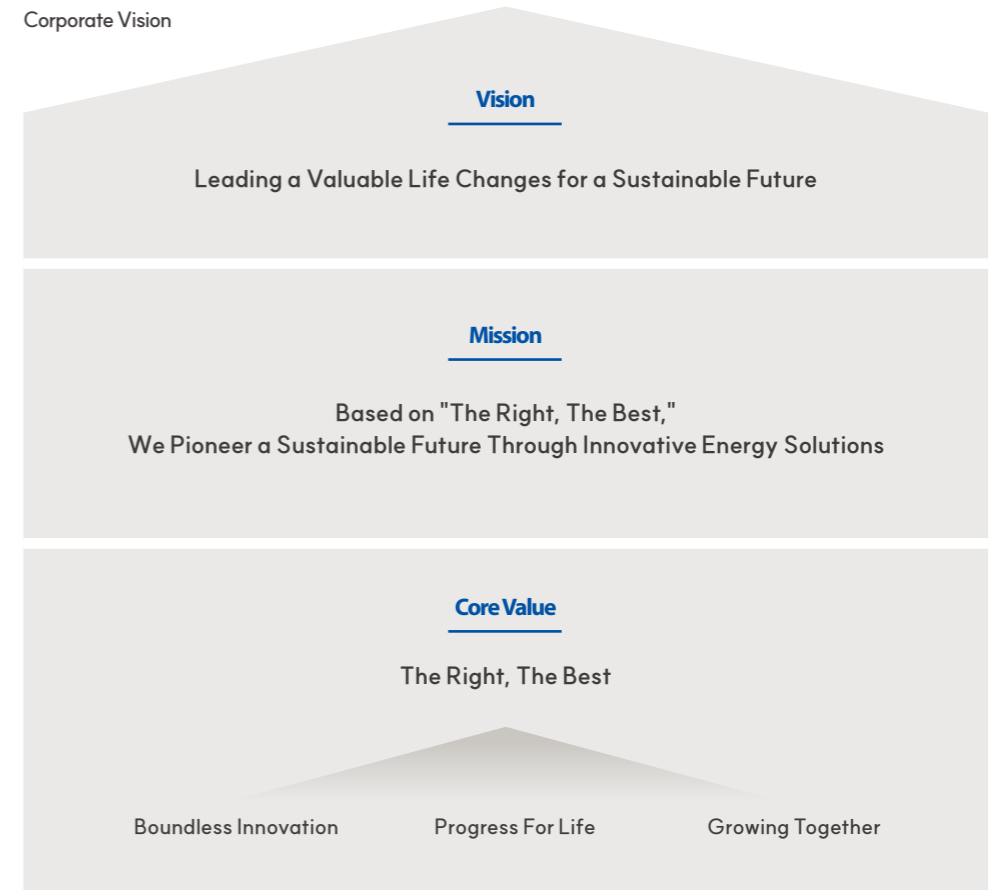 Corporate Vision
Vision
Leading a Valuable Life Changes for a Sustainable Future
Mission
Based on "The Right, The Best,"
We Pioneer a Sustainable Future Through Innovative Energy Solutions
Core Value
The Right, The Best
Boundless Innovation
Progress For Life
Growing Together